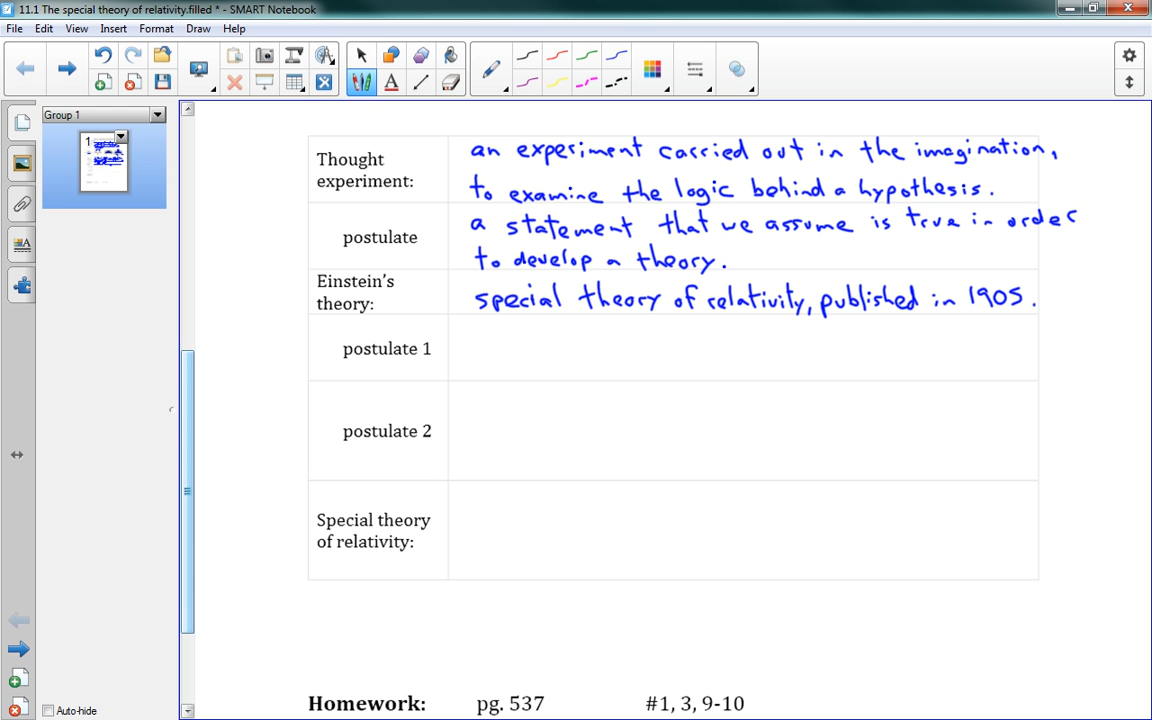 11.1 The special theory of relativity.filled * - SMART Notebook
File Edit View Insert Format Draw Help
Group 1
1
Thought
experiment:
an experiment carried out in the imagination,
to examine the logic behind a hypothesis.
postulate
a statement that we assume is true in order
to develop a theory.
Einstein's
theory:
special theory of relativity, published in 1905.
postulate 1
postulate 2
Special theory
of relativity:
Homework: pg. 537 #1, 3, 9-10
Auto-hide